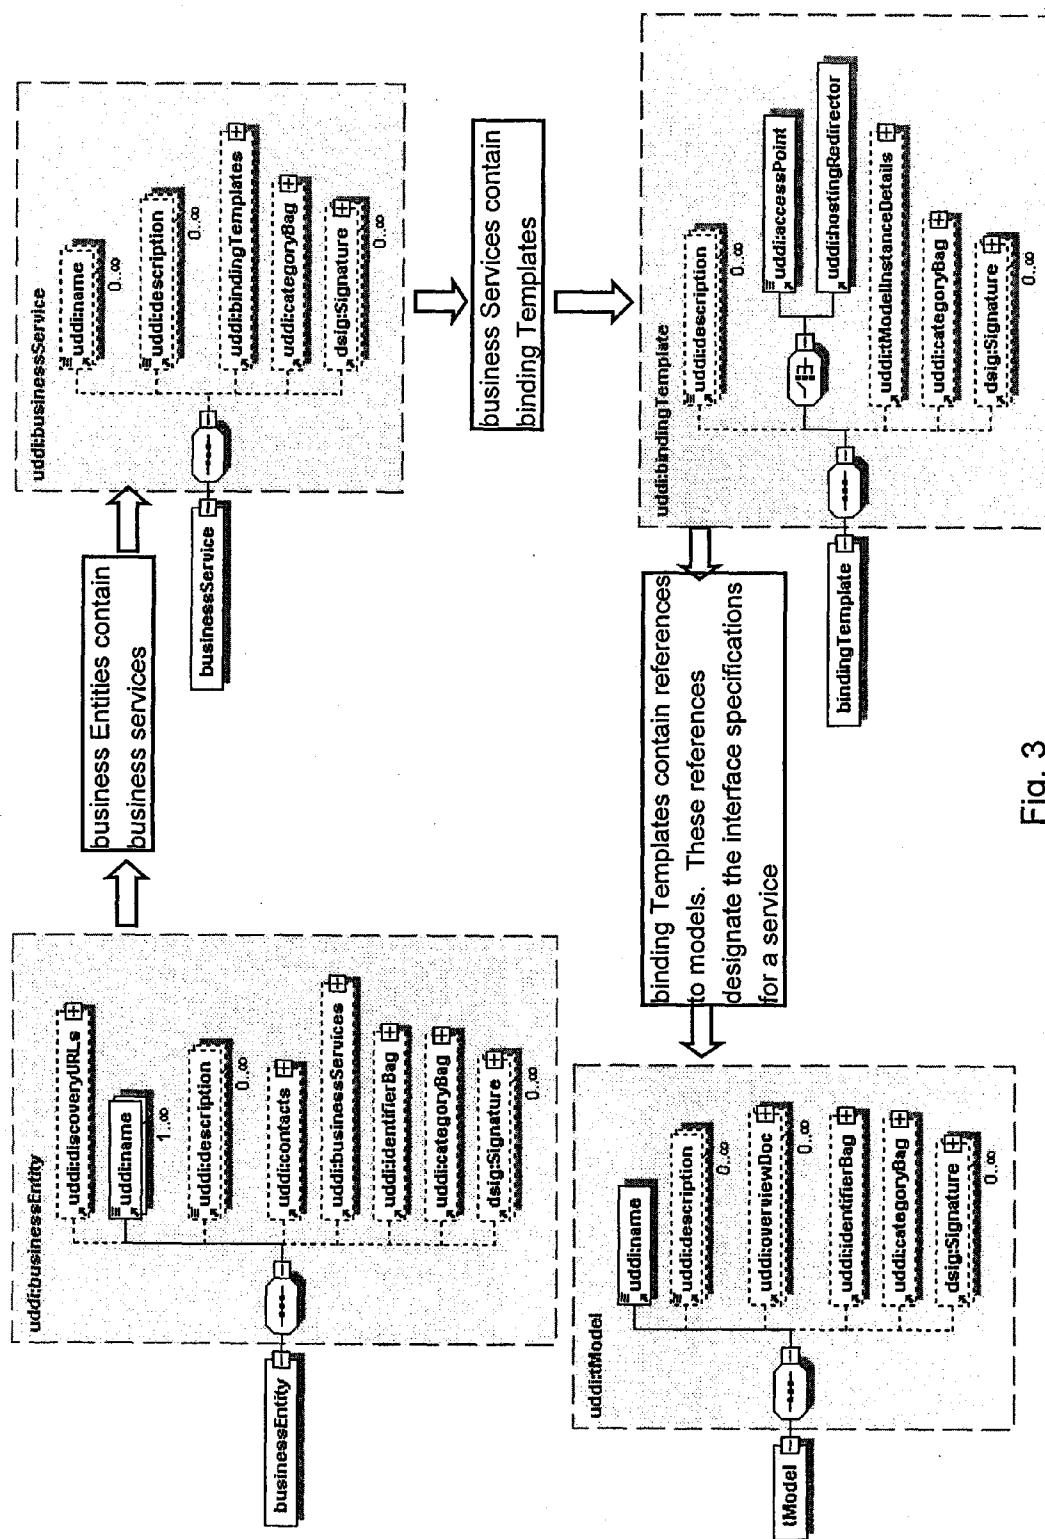 uddi:businessEntity
businessEntity
uddi:discoveryURLs
uddi:name
1..∞
uddi:description
0..∞
uddi:contacts
uddi:businessServices
uddi:identifierBag
uddi:categoryBag
dsig:Signature
0..∞
business Entities contain
business services
uddi:businessService
businessService
uddi:name
0..∞
uddi:description
0..∞
uddi:bindingTemplates
uddi:categoryBag
dsig:Signature
0..∞
business Services contain
binding Templates
uddi:bindingTemplate
bindingTemplate
uddi:description
0..∞
uddi:accessPoint
uddi:hostingRedirector
uddi:tModelInstanceDetails
uddi:categoryBag
dsig:Signature
0..∞
binding Templates contain references
to models. These references
designate the interface specifications
for a service
uddi:tModel
tModel
uddi:name
uddi:description
0..∞
uddi:overviewDoc
0..∞
uddi:identifierBag
uddi:categoryBag
dsig:Signature
0..∞
Fig. 3